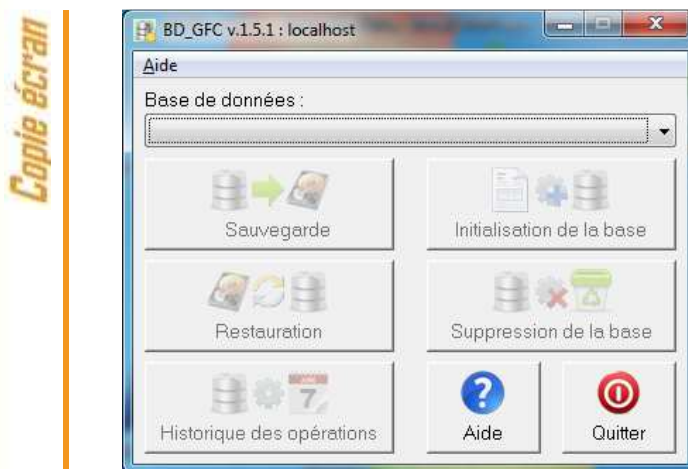 Copie écran
BD_GFC v.1.5.1 : localhost
Aide
Base de données :
Sauvegarde
Initialisation de la base
Restauration
Suppression de la base
7
Historique des opérations
Aide
Quitter